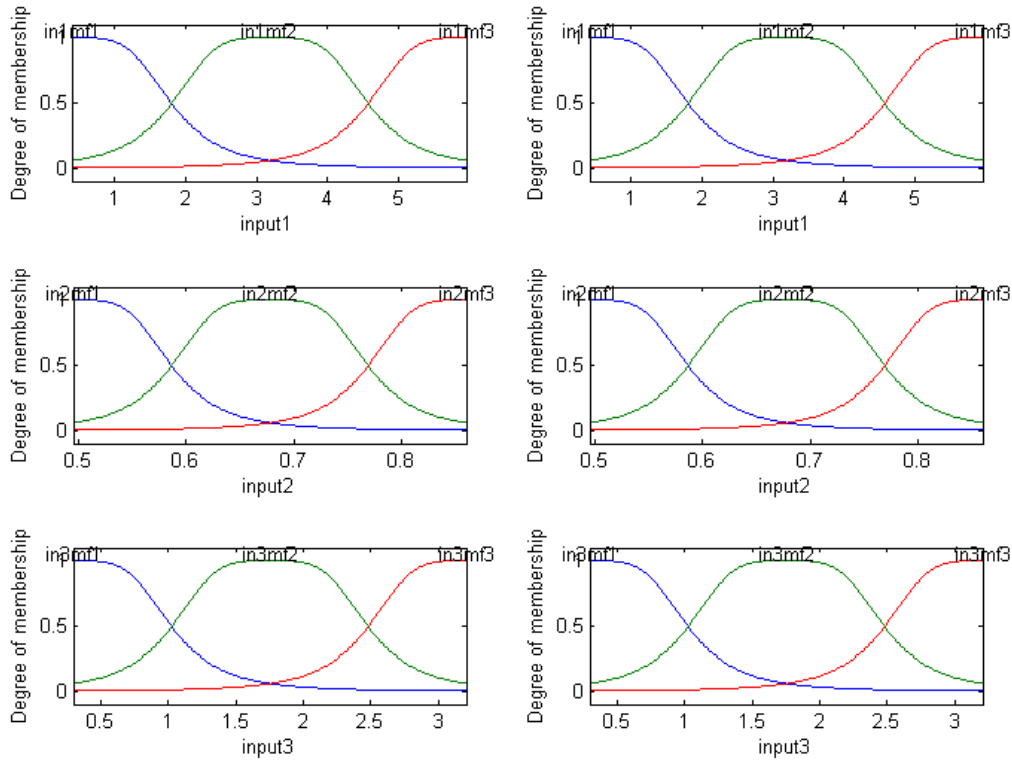 in1mf1 in1mf2 in1mf3
1
0.5
0
Degree of membership
1 2 3 4 5
input1
in1mf1 in1mf2 in1mf3
1
0.5
0
Degree of membership
1 2 3 4 5
input1
in2mf1 in2mf2 in2mf3
1
0.5
0
Degree of membership
0.5 0.6 0.7 0.8
input2
in2mf1 in2mf2 in2mf3
1
0.5
0
Degree of membership
0.5 0.6 0.7 0.8
input2
in3mf1 in3mf2 in3mf3
1
0.5
0
Degree of membership
0.5 1 1.5 2 2.5 3
input3
in3mf1 in3mf2 in3mf3
1
0.5
0
Degree of membership
0.5 1 1.5 2 2.5 3
input3